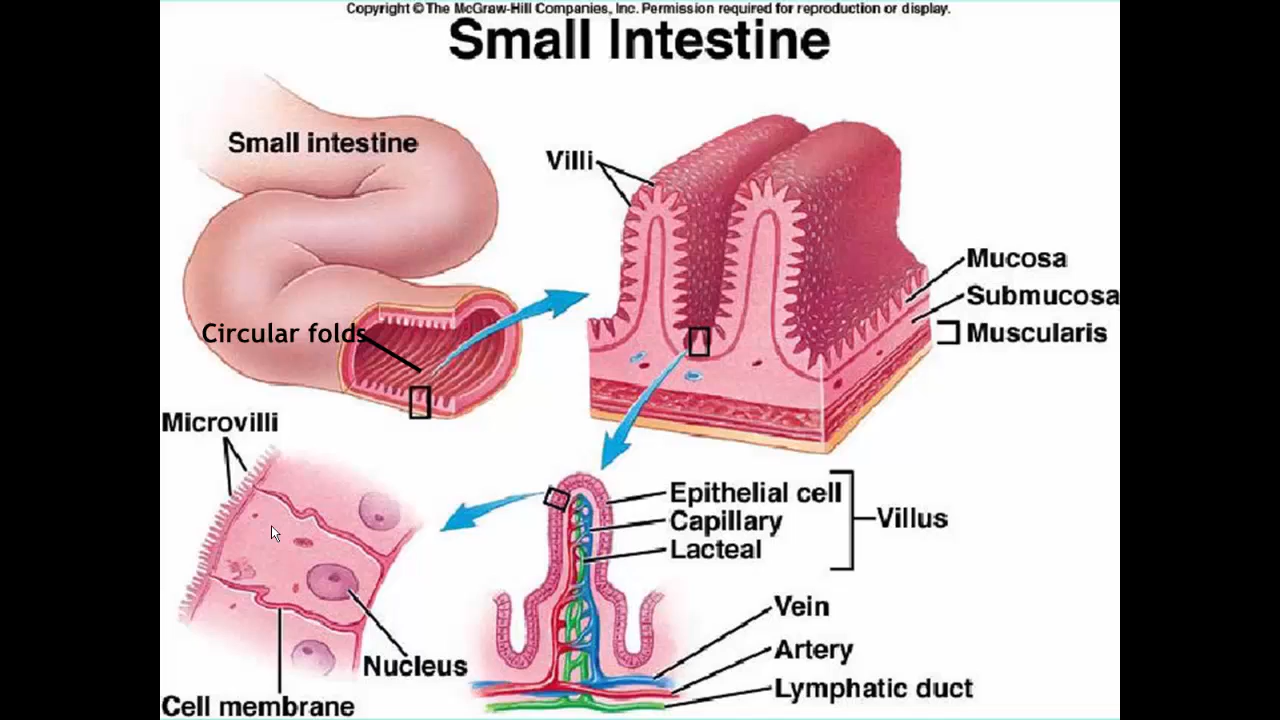 Copyright © The McGraw-Hill Companies, Inc. Permission required for reproduction or display.
Small Intestine
Small intestine
Villi
Mucosa
Submucosa
Muscularis
Circular folds
Microvilli
Epithelial cell
Capillary
Villus
Lacteal
Vein
Artery
Nucleus
Lymphatic duct
Cell membrane